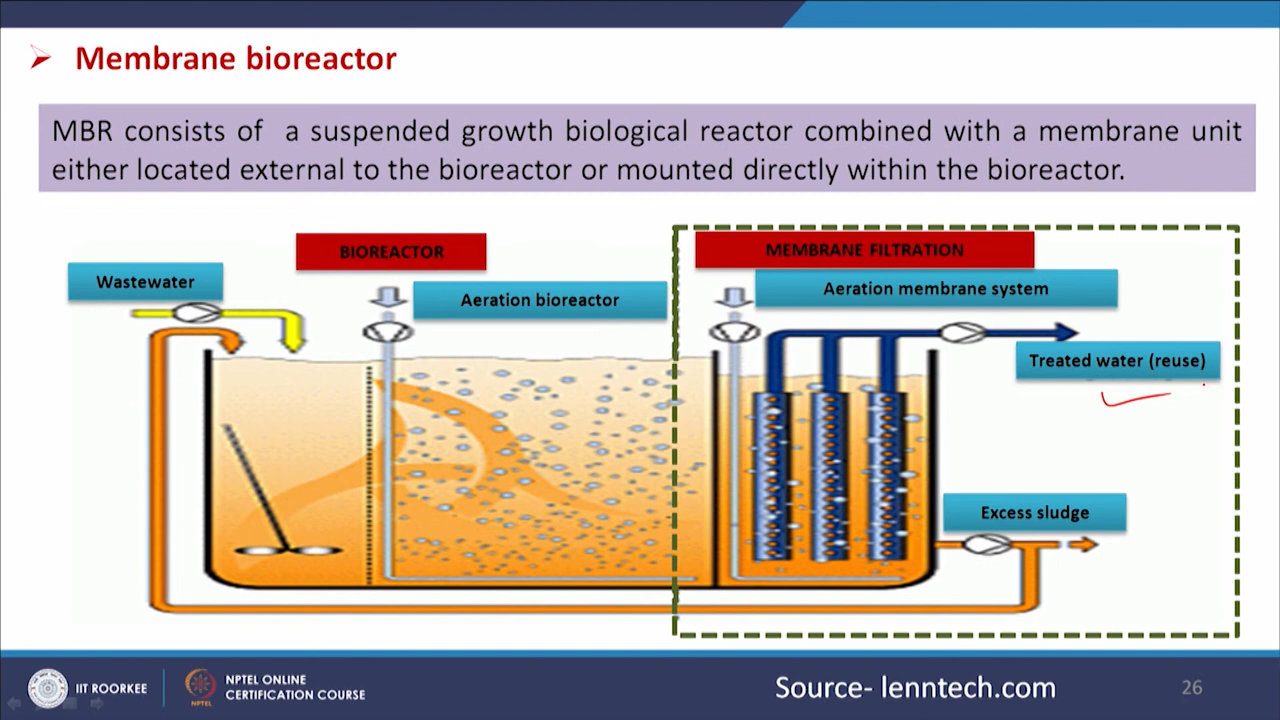 Membrane bioreactor
MBR consists of a suspended growth biological reactor combined with a membrane unit
either located external to the bioreactor or mounted directly within the bioreactor.
BIOREACTOR
MEMBRANE FILTRATION
Wastewater
Aeration bioreactor
Aeration membrane system
Treated water (reuse)
Excess sludge
IIT ROORKEE
NPTEL
NPTEL ONLINE
CERTIFICATION COURSE
Source- lenntech.com
26